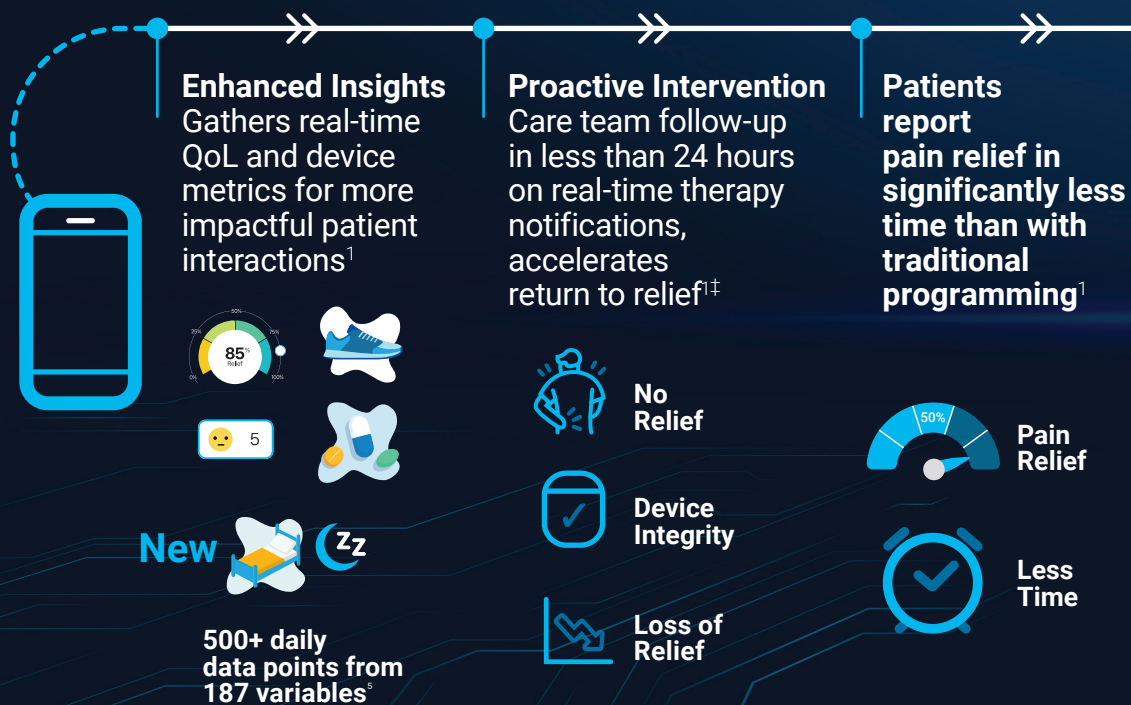 Enhanced Insights
Gathers real-time
QoL and device
metrics for more
impactful patient
interactions¹
0%
25%
50%
75%
100%
85%
Relief
5
New
zz
500+ daily
data points from
187 variables⁵
Proactive Intervention
Care team follow-up
in less than 24 hours
on real-time therapy
notifications,
accelerates
return to relief¹‡
No
Relief
Device
Integrity
Loss of
Relief
Patients
report
pain relief in
significantly less
time than with
traditional
programming¹
50%
Pain
Relief
Less
Time